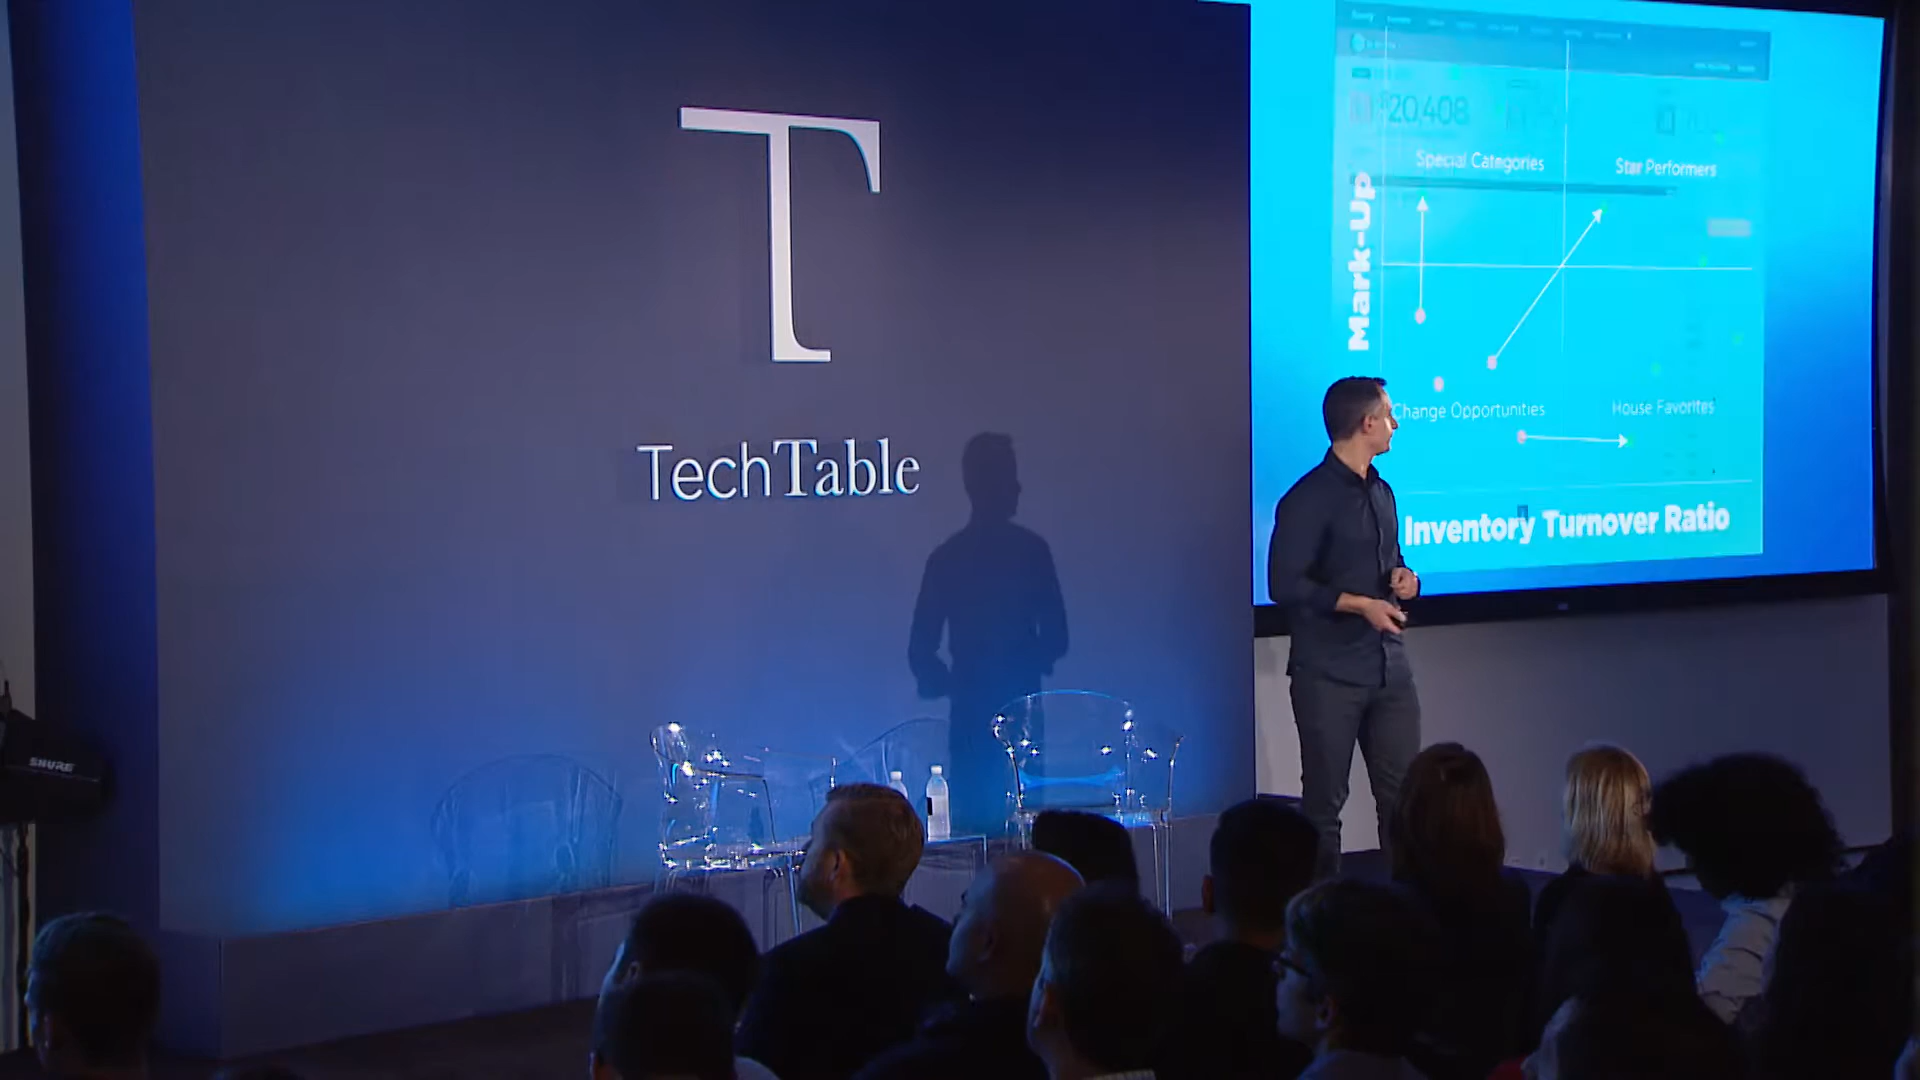 T
TechTable
20,408
Special Categories
Star Performers
Mark-Up
Change Opportunities
House Favorites
Inventory Turnover Ratio
SHURE